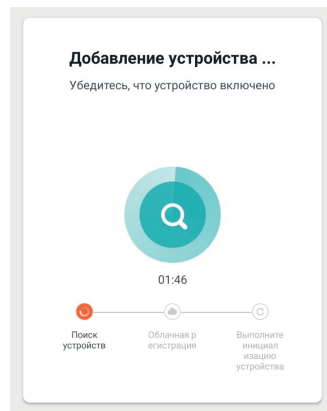 Добавление устройства ...
Убедитесь, что устройство включено
01:46
Поиск
устройств
Облачная р
егистрация
Выполните
инициал
изацию
устройства